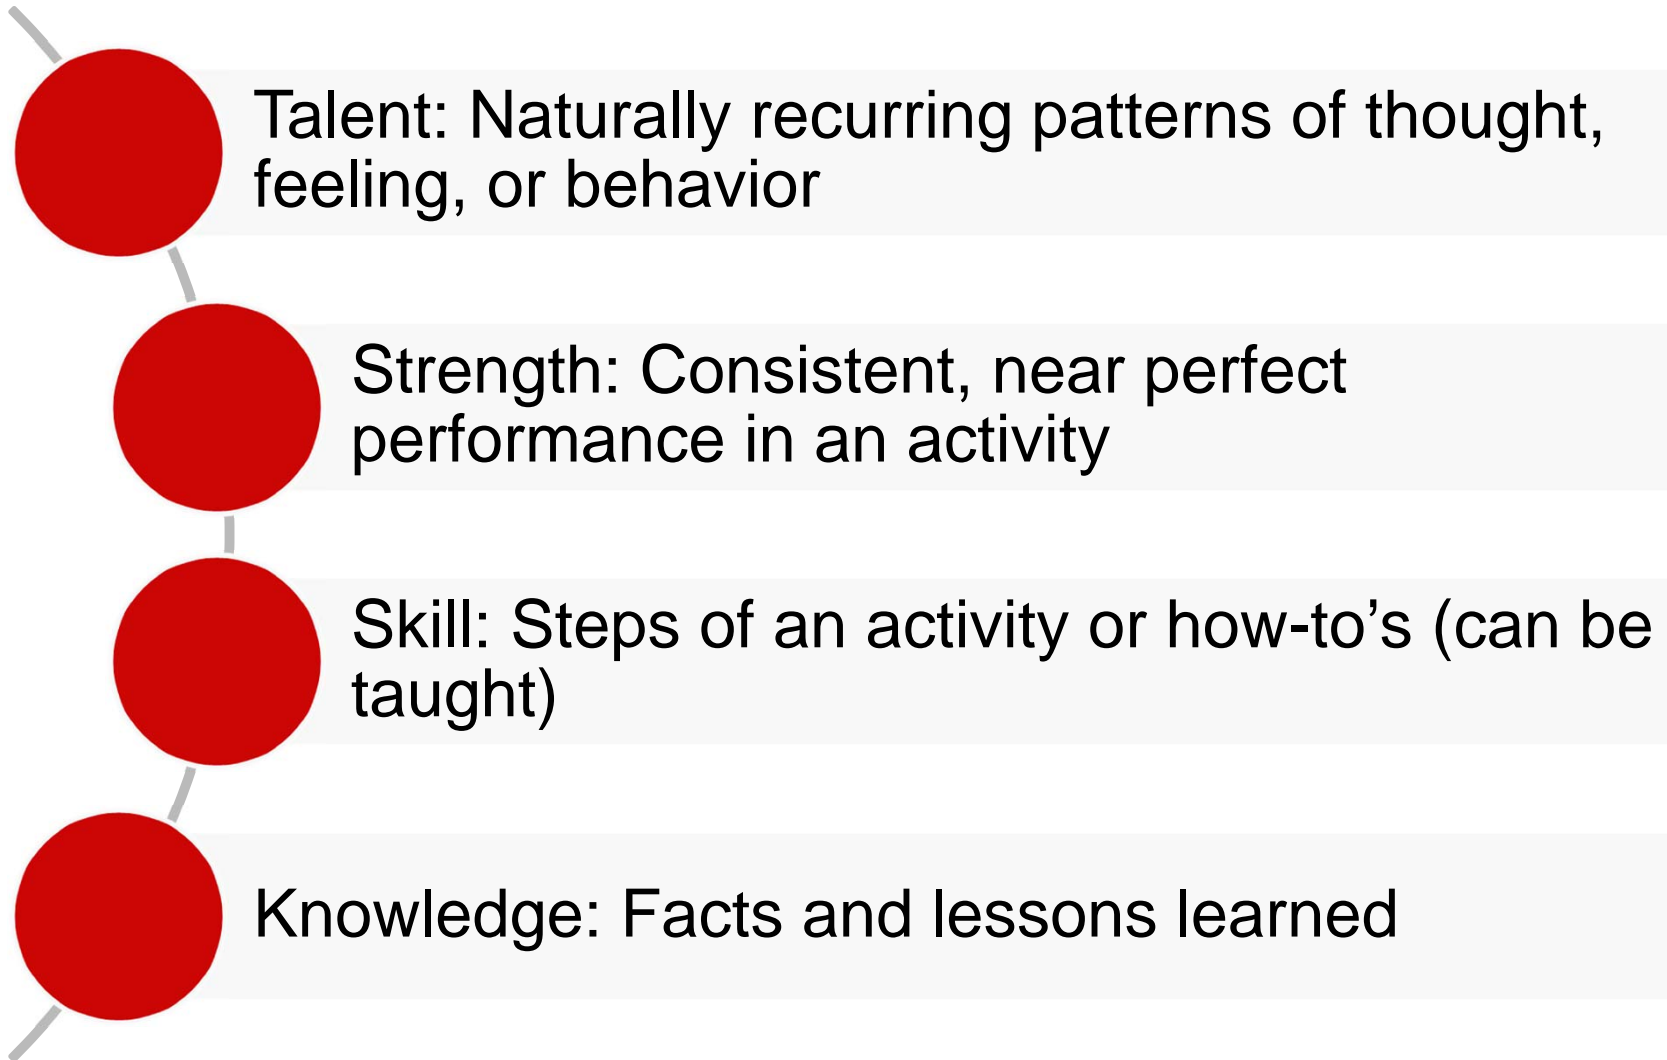 Talent: Naturally recurring patterns of thought,
feeling, or behavior
Strength: Consistent, near perfect
performance in an activity
Skill: Steps of an activity or how-to’s (can be
taught)
Knowledge: Facts and lessons learned